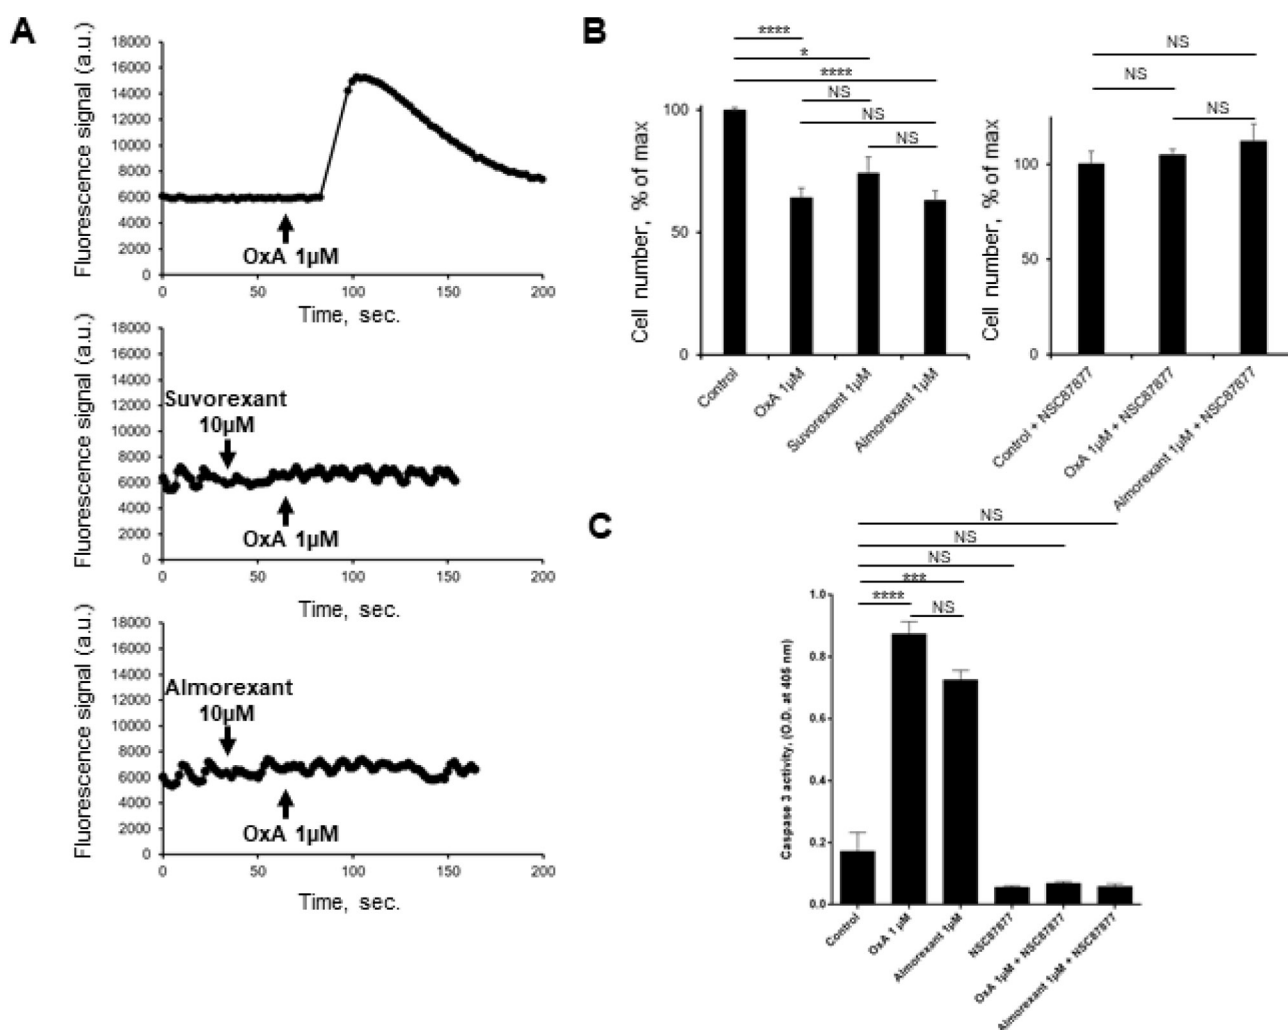 A
Fluorescence signal (a.u.)
18000
16000
14000
12000
10000
8000
6000
4000
2000
0
OxA 1µM
0 50 100 150 200
Time, sec.
Fluorescence signal (a.u.)
18000
16000
14000
12000
10000
8000
6000
4000
2000
0
Suvorexant
10µM
OxA 1µM
0 50 100 150 200
Time, sec.
Fluorescence signal (a.u.)
18000
16000
14000
12000
10000
8000
6000
4000
2000
0
Almorexant
10µM
OxA 1µM
0 50 100 150 200
Time, sec.
B
****
*
****
NS
NS
NS
Cell number, % of max
100
50
0
Control
OxA 1µM
Suvorexant 1µM
Almorexant 1µM
NS
NS
NS
Cell number, % of max
100
50
0
Control + NSC87877
OxA 1µM + NSC87877
Almorexant 1µM + NSC87877
C
NS
NS
NS
***
****
NS
Caspase 3 activity, (O.D. at 405 nm)
1.0
0.8
0.6
0.4
0.2
0.0
Control
OxA 1 µM
Almorexant 1µM
NSC87877
OxA 1µM + NSC87877
Almorexant 1µM + NSC87877